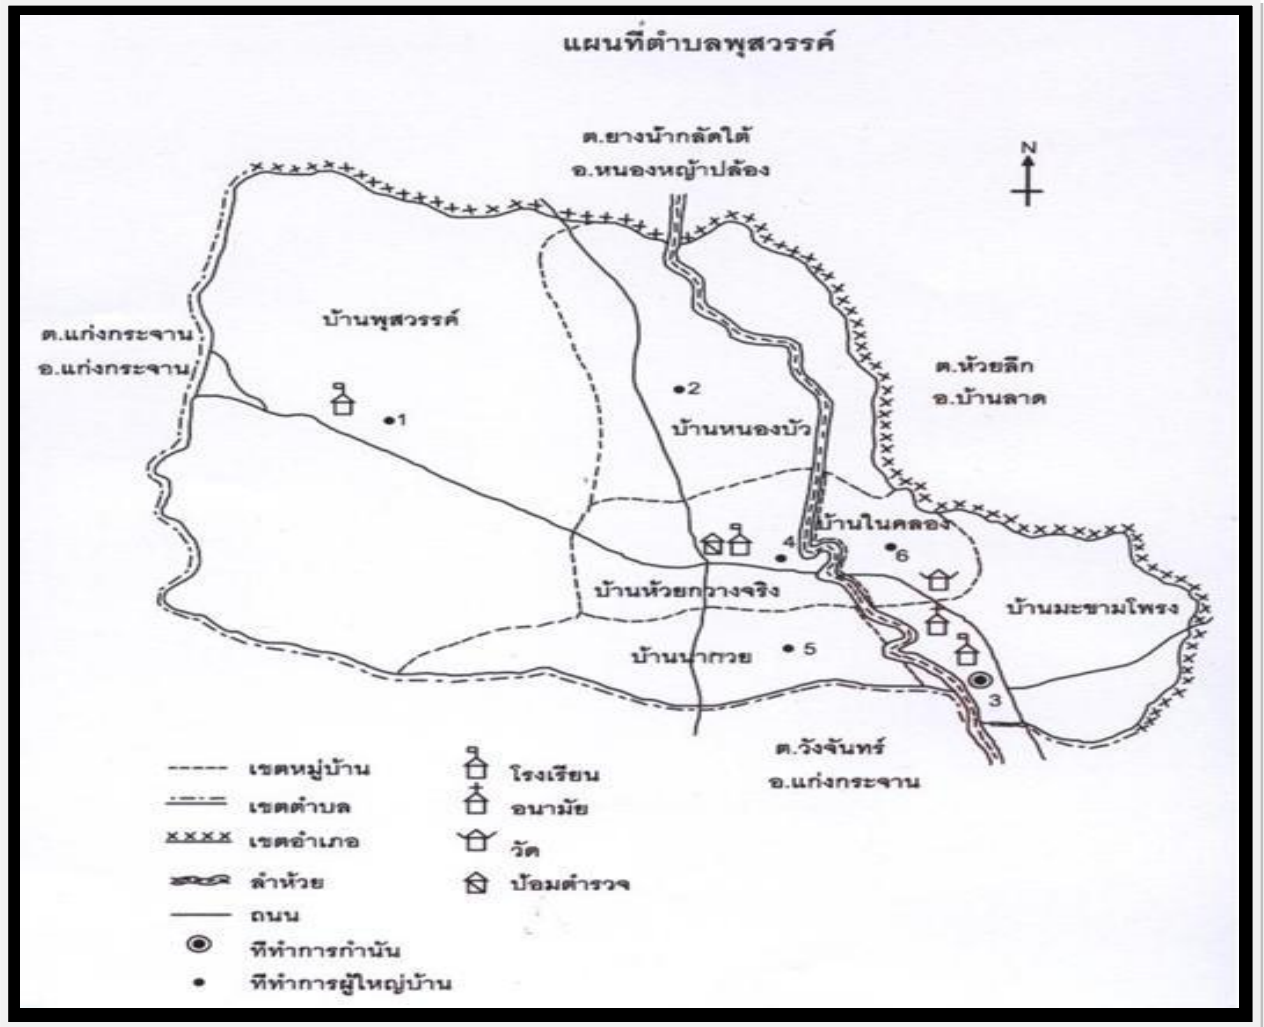 แผนที่ตำบลพุสวรรค์
ต.ยางน้ำกลัดใต้
อ.หนองหญ้าปล้อง
N
บ้านพุสวรรค์
ต.แก่งกระจาน
อ.แก่งกระจาน
ต.ห้วยลึก
อ.บ้านลาด
1
2
บ้านหนองบัว
บ้านในคลอง
4
6
บ้านห้วยกวางจริง
บ้านมะขามโพรง
บ้านนากวย
5
3
ต.วังจันทร์
อ.แก่งกระจาน
เขตหมู่บ้าน
เขตตำบล
เขตอำเภอ
ลำห้วย
ถนน
ที่ทำการกำนัน
ที่ทำการผู้ใหญ่บ้าน
โรงเรียน
อนามัย
วัด
ป้อมตำรวจ